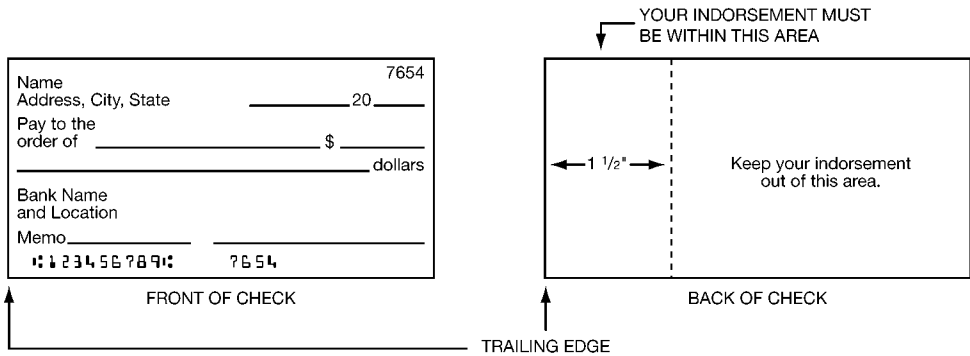 YOUR INDORSEMENT MUST
BE WITHIN THIS AREA
7654
Name
Address, City, State 20
Pay to the
order of $
dollars
Bank Name
and Location
Memo
⑆123456789⑆ 7654
FRONT OF CHECK
1 1/2"
Keep your indorsement
out of this area.
BACK OF CHECK
TRAILING EDGE